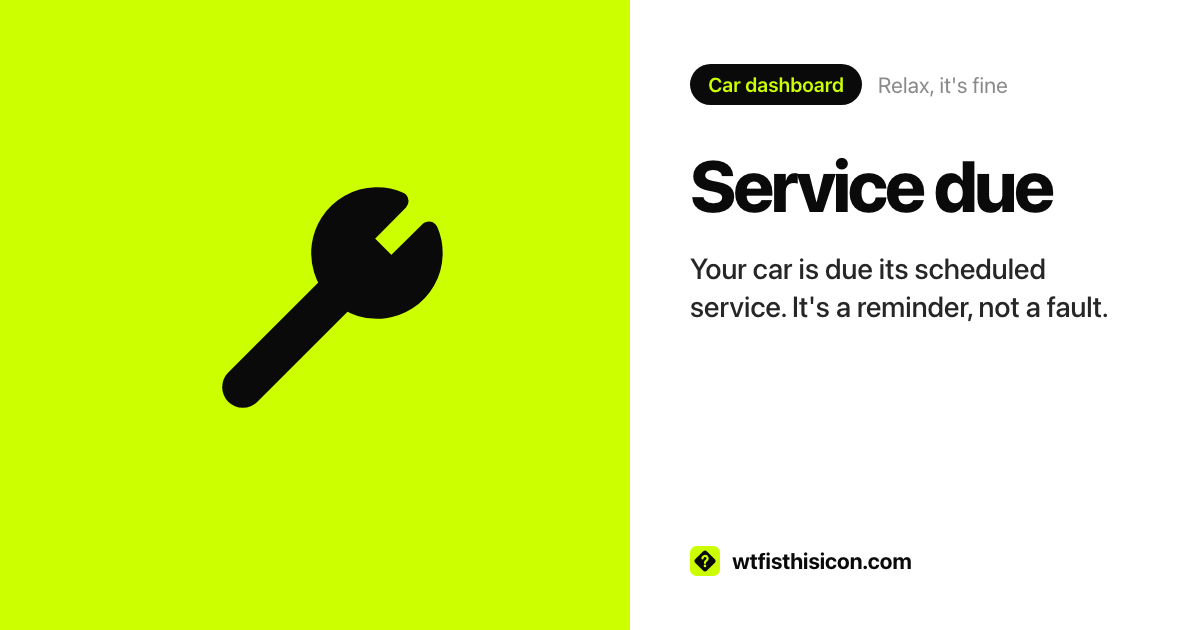 Car dashboard
Relax, it's fine
Service due
Your car is due its scheduled
service. It's a reminder, not a fault.
?
wtfisthisicon.com